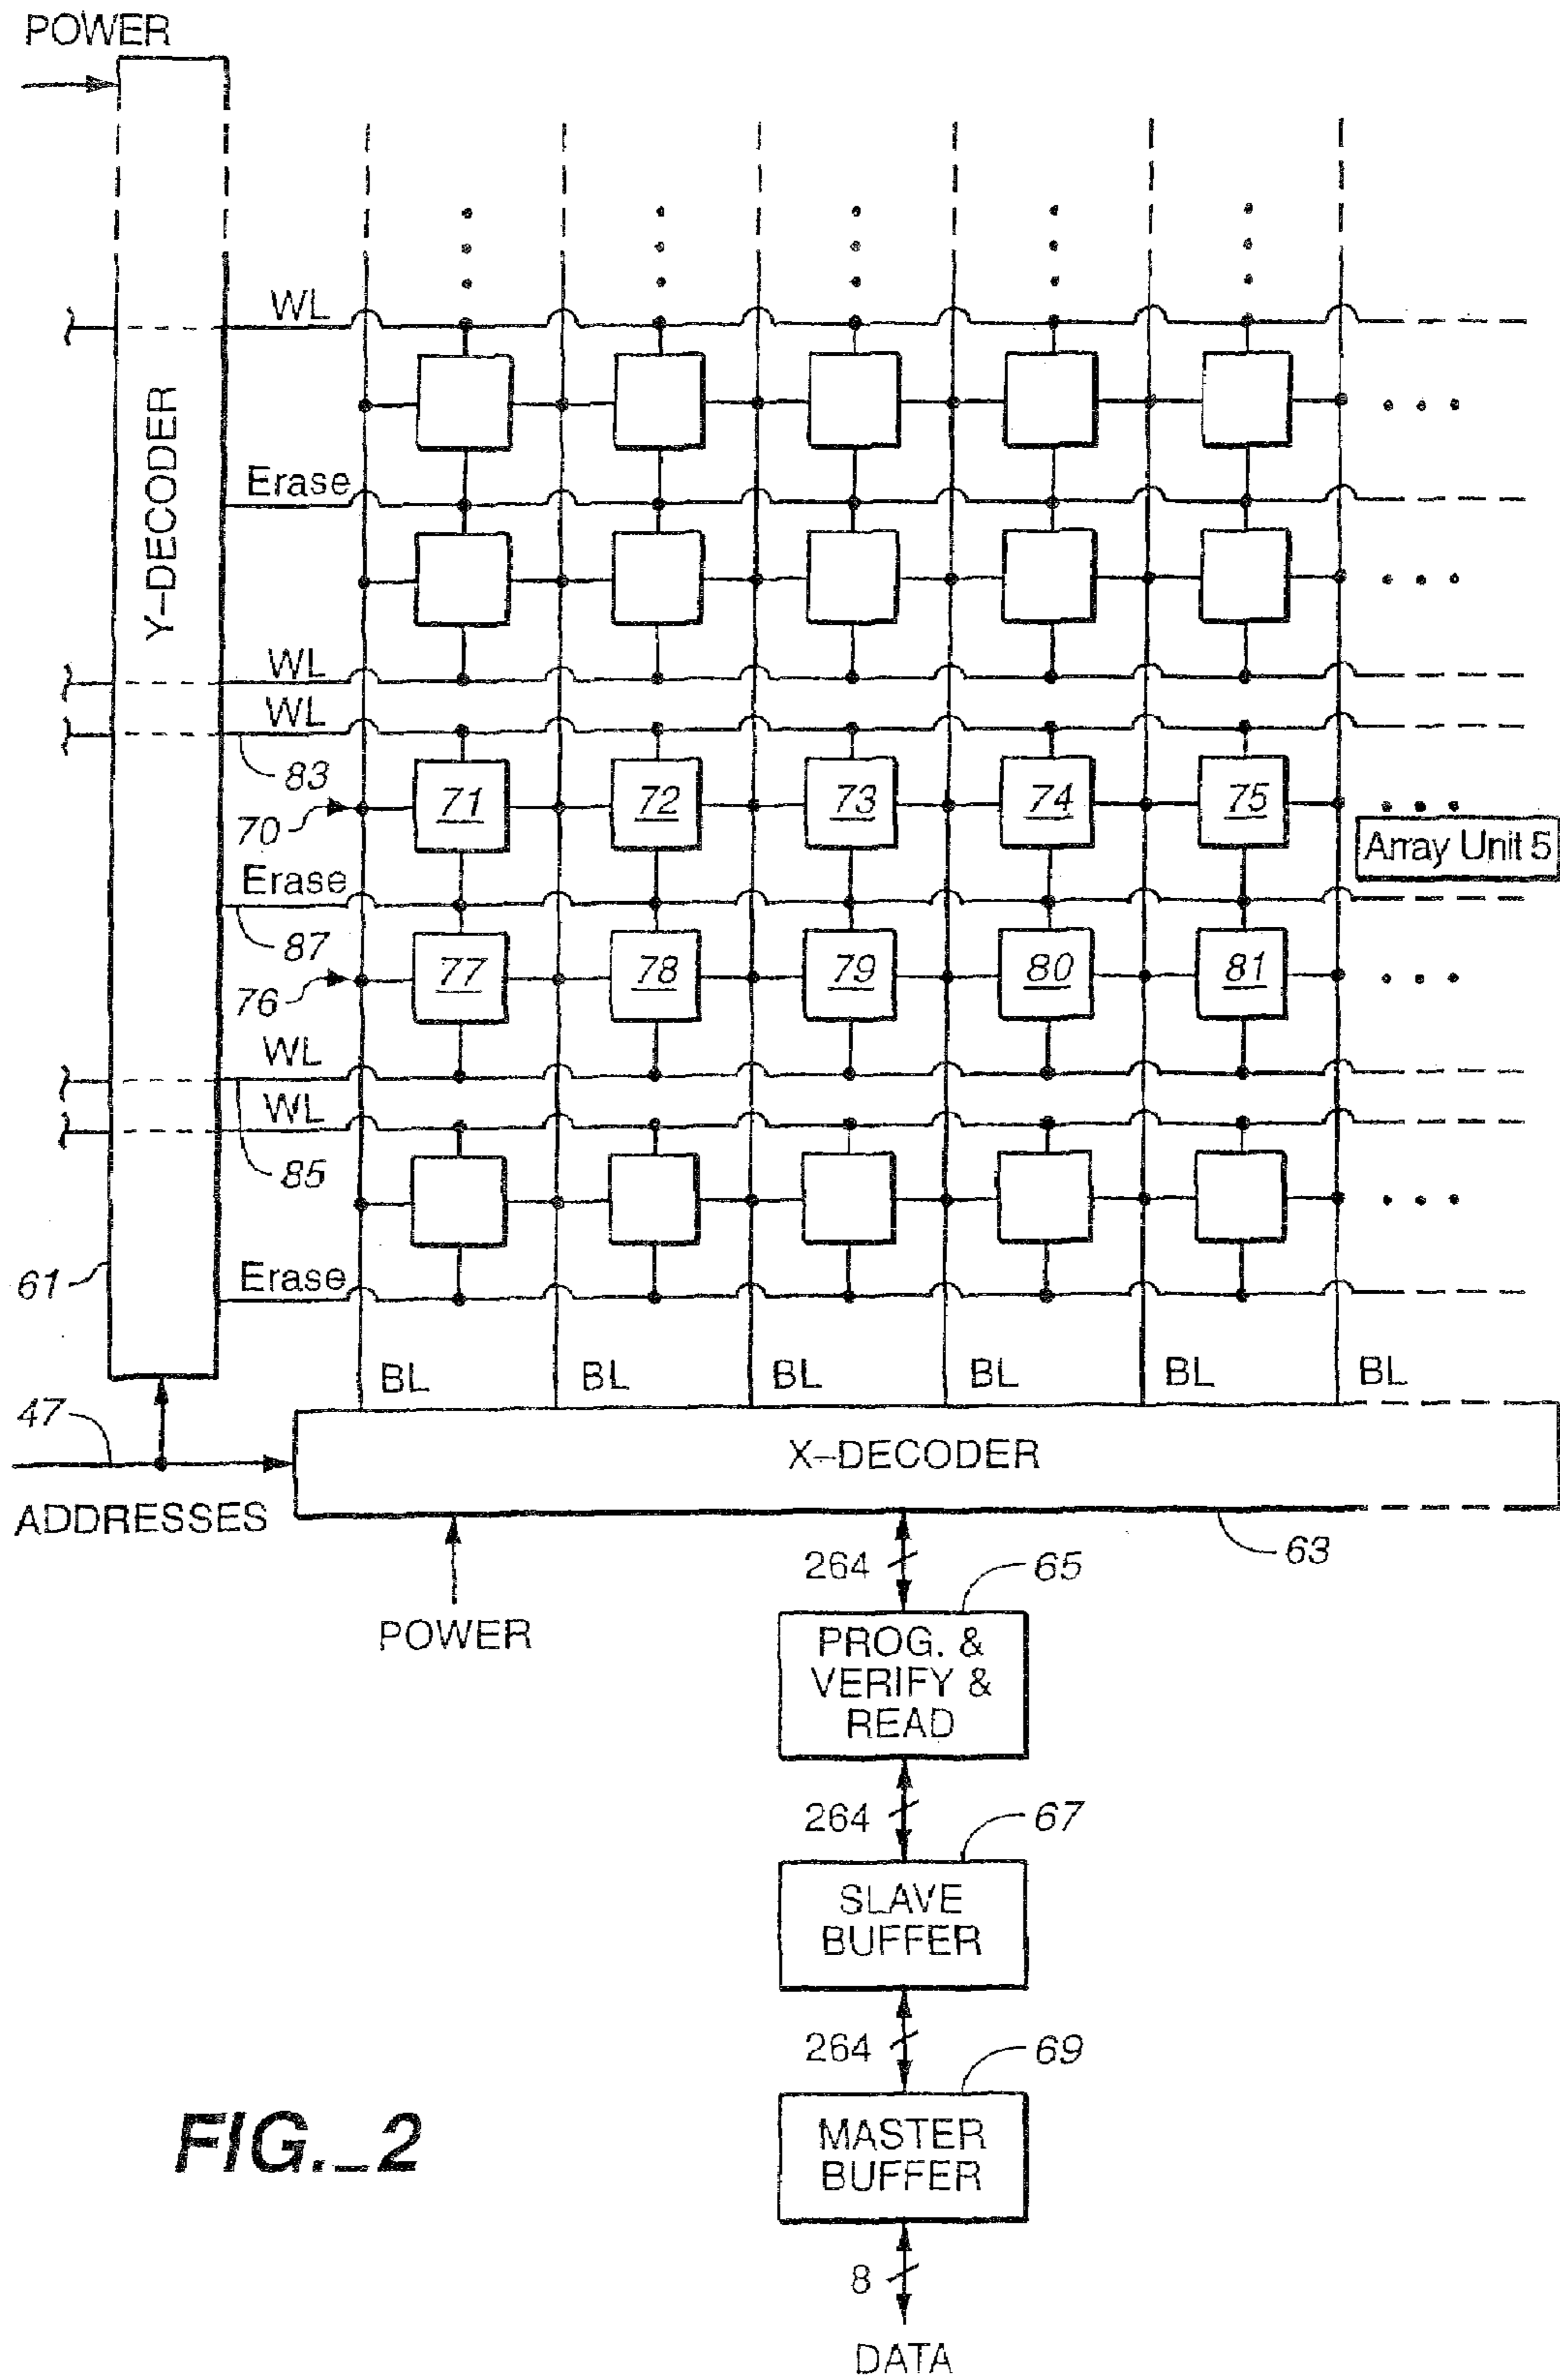 POWER
Y-DECODER
WL
Erase
WL
WL
83
70
71
72
73
74
75
Array Unit 5
Erase
87
76
77
78
79
80
81
WL
WL
85
61
Erase
BL
BL
BL
BL
BL
BL
47
X-DECODER
ADDRESSES
63
264
65
POWER
PROG. &
VERIFY &
READ
264
67
SLAVE
BUFFER
264
69
MASTER
BUFFER
FIG._2
8
DATA